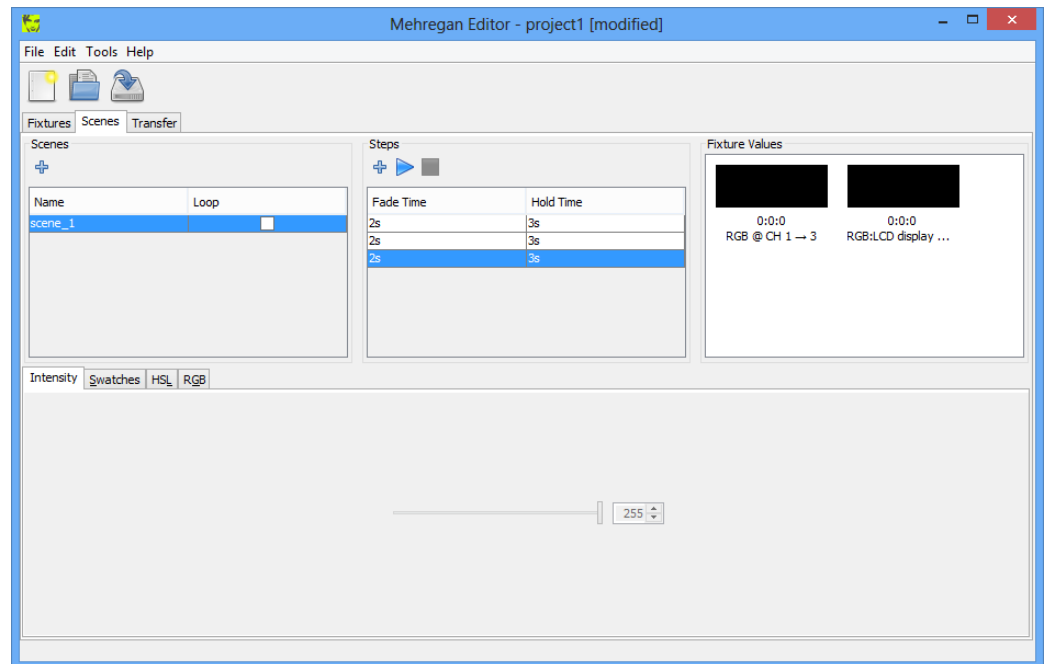 Mehregan Editor - project1 [modified]
File Edit Tools Help
Fixtures Scenes Transfer
Scenes Steps Fixture Values
Name Loop Fade Time Hold Time
scene_1 2s 3s
2s 3s
2s 3s
0:0:0 0:0:0
RGB @ CH 1 → 3 RGB:LCD display ...
Intensity Swatches HSL RGB
255